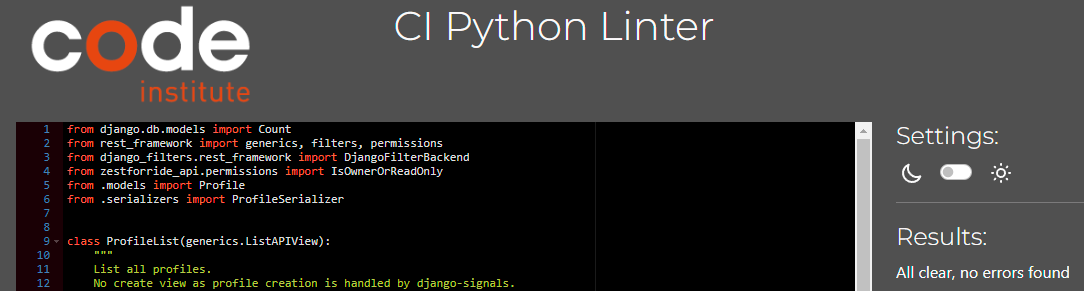 code
institute
CI Python Linter
1 from django.db.models import Count
2 from rest_framework import generics, filters, permissions
3 from django_filters.rest_framework import DjangoFilterBackend
4 from zestforride_api.permissions import IsOwnerOrReadOnly
5 from .models import Profile
6 from .serializers import ProfileSerializer
7
8
9 class ProfileList(generics.ListAPIView):
10     """
11     List all profiles.
12     No create view as profile creation is handled by django-signals.
Settings:
Results:
All clear, no errors found